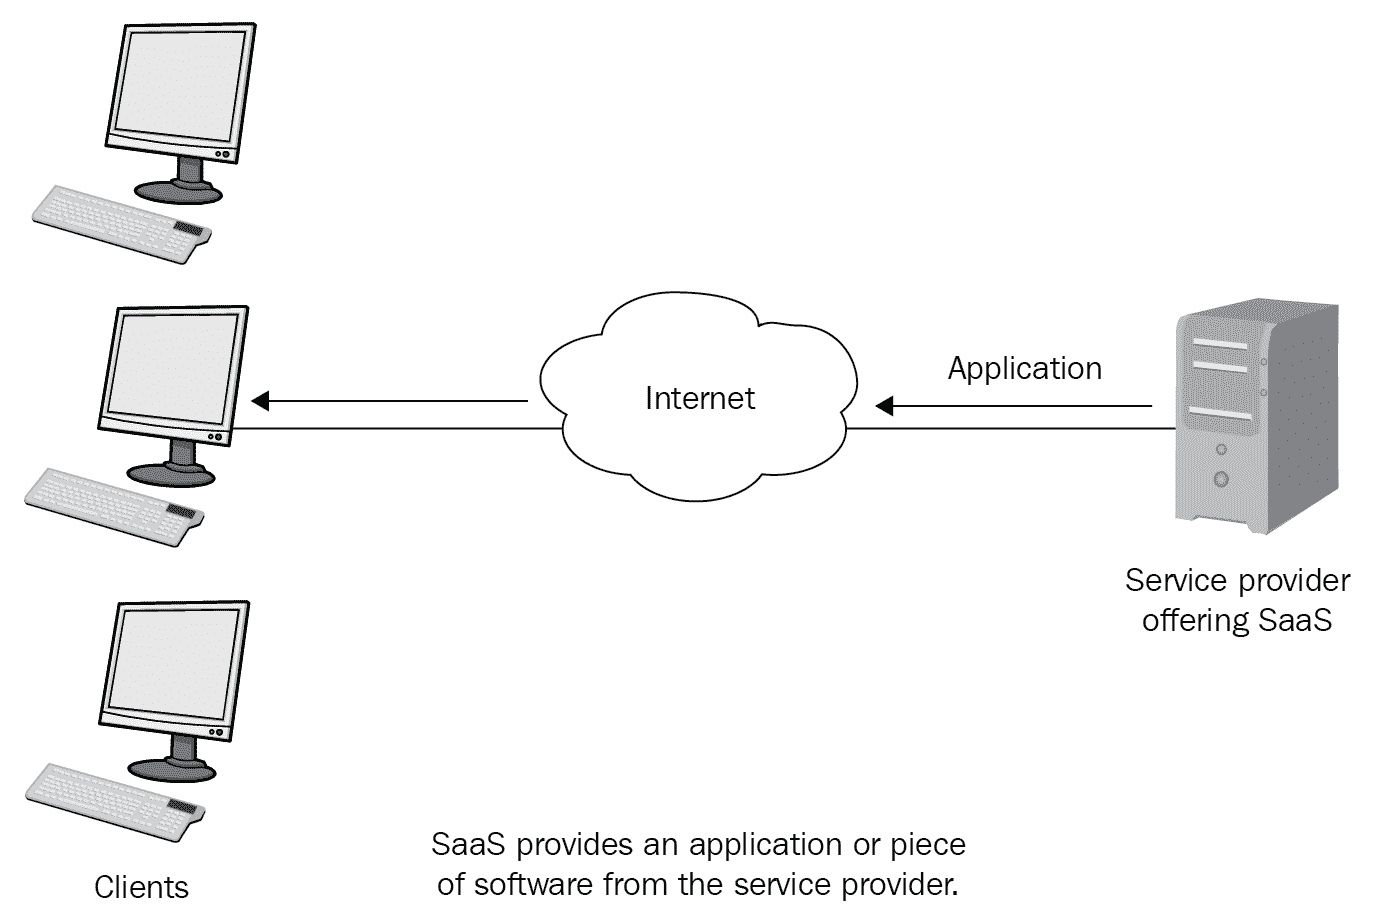 Application
Internet
Service provider
offering SaaS
SaaS provides an application or piece
of software from the service provider.
Clients